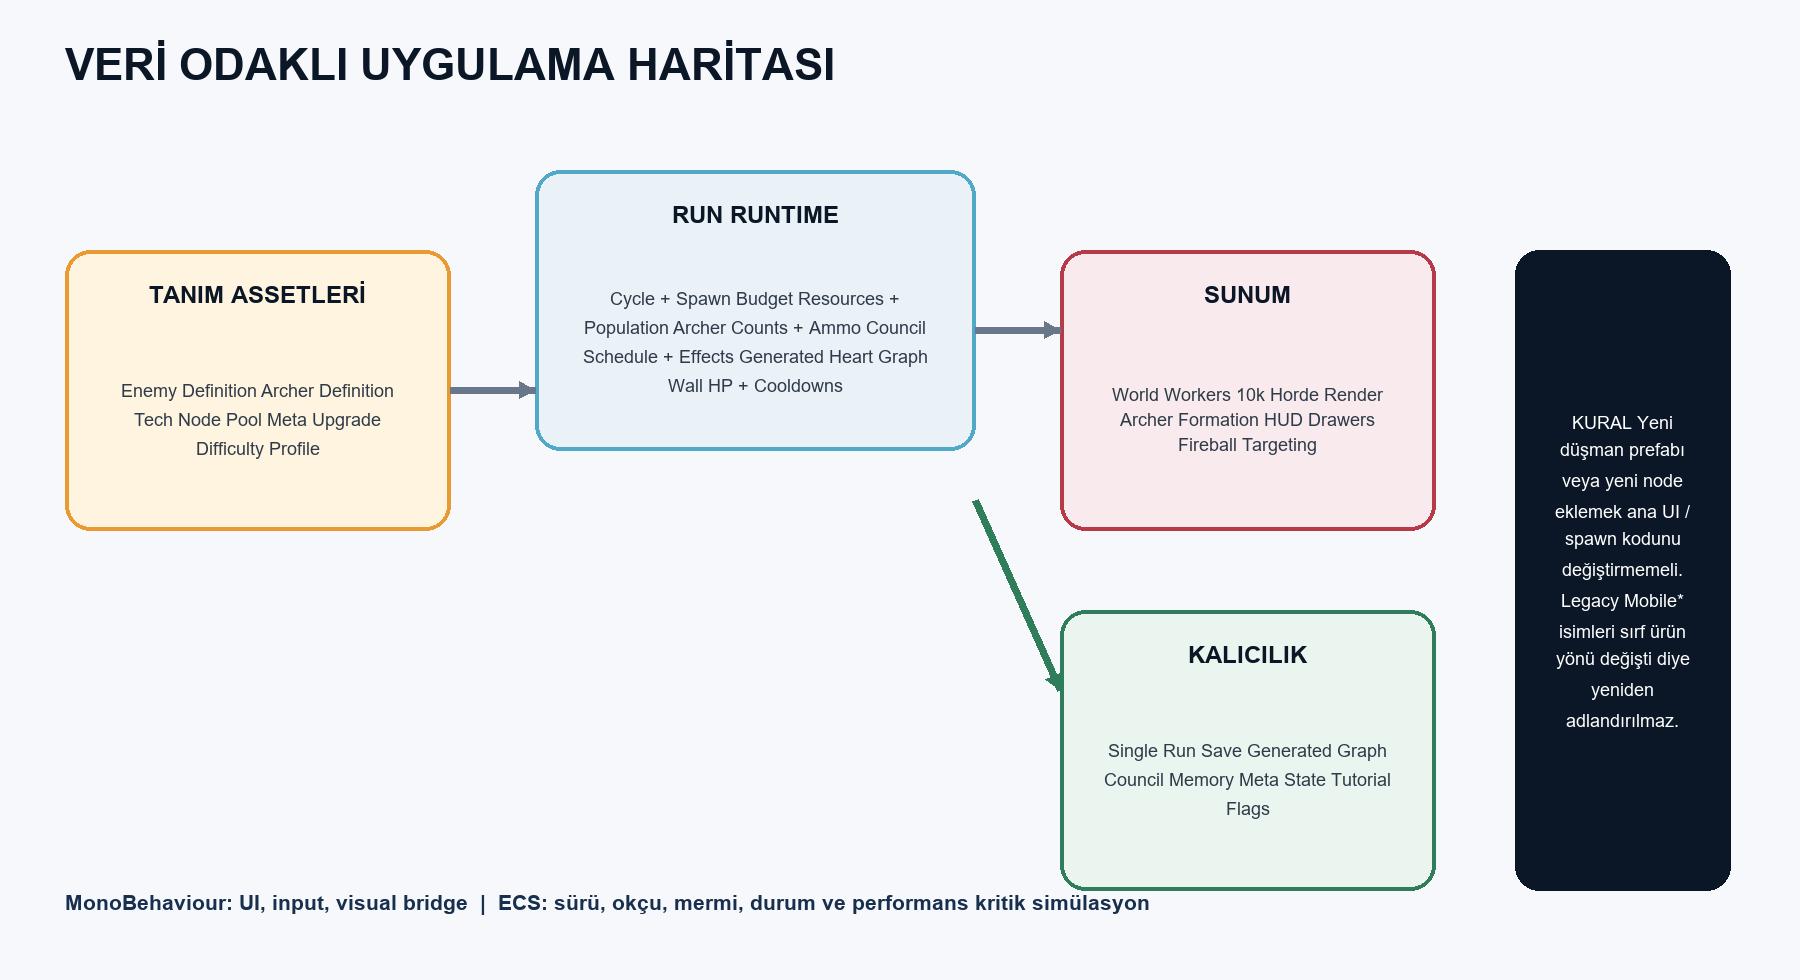 VERİ ODAKLI UYGULAMA HARİTASI
TANIM ASSETLERİ
Enemy Definition Archer Definition
Tech Node Pool Meta Upgrade
Difficulty Profile
RUN RUNTIME
Cycle + Spawn Budget Resources +
Population Archer Counts + Ammo Council
Schedule + Effects Generated Heart Graph
Wall HP + Cooldowns
SUNUM
World Workers 10k Horde Render
Archer Formation HUD Drawers
Fireball Targeting
KALICILIK
Single Run Save Generated Graph
Council Memory Meta State Tutorial
Flags
KURAL Yeni
düşman prefabı
veya yeni node
eklemek ana UI /
spawn kodunu
değiştirmemeli.
Legacy Mobile*
isimleri sırf ürün
yönü değişti diye
yeniden
adlandırılmaz.
MonoBehaviour: UI, input, visual bridge | ECS: sürü, okçu, mermi, durum ve performans kritik simülasyon